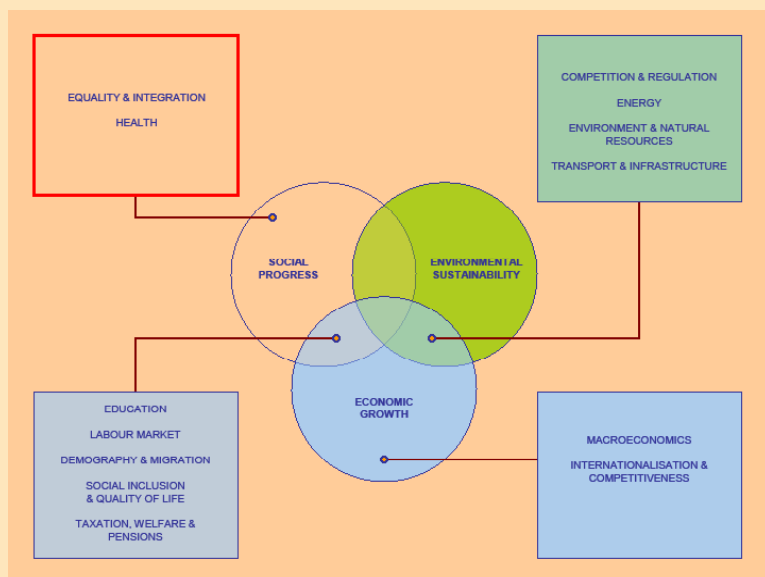 EQUALITY & INTEGRATION
HEALTH
COMPETITION & REGULATION
ENERGY
ENVIRONMENT & NATURAL
RESOURCES
TRANSPORT & INFRASTRUCTURE
SOCIAL
PROGRESS
ENVIRONMENTAL
SUSTAINABILITY
ECONOMIC
GROWTH
EDUCATION
LABOUR MARKET
DEMOGRAPHY & MIGRATION
SOCIAL INCLUSION
& QUALITY OF LIFE
TAXATION, WELFARE &
PENSIONS
MACROECONOMICS
INTERNATIONALISATION &
COMPETITIVENESS